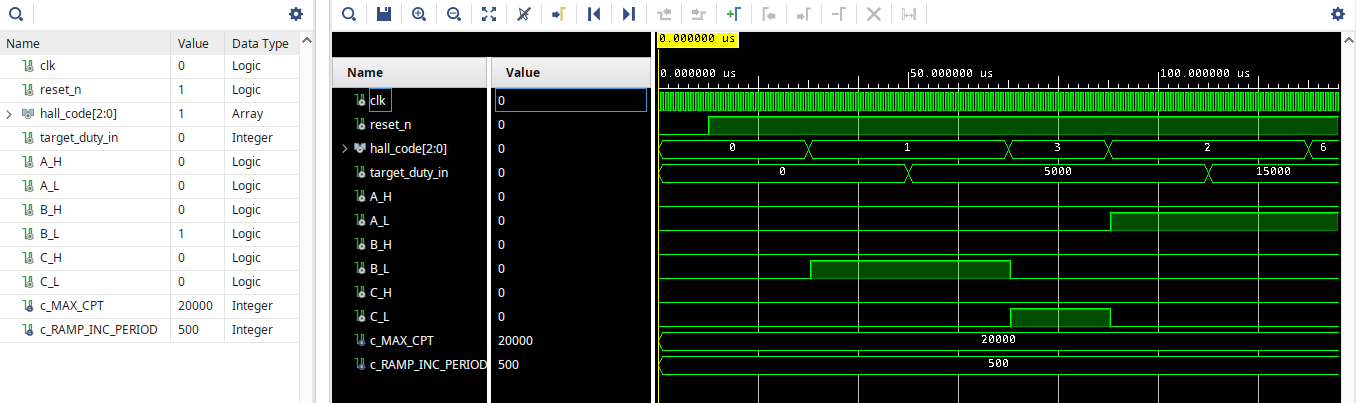 Name Value Data Type
clk 0 Logic
reset_n 1 Logic
hall_code[2:0] 1 Array
target_duty_in 0 Integer
A_H 0 Logic
A_L 0 Logic
B_H 0 Logic
B_L 1 Logic
C_H 0 Logic
C_L 0 Logic
c_MAX_CPT 20000 Integer
c_RAMP_INC_PERIOD 500 Integer
0.000000 us
Name Value 0.000000 us 50.000000 us 100.000000 us
clk 0
reset_n 0
hall_code[2:0] 0 0 1 3 2 6
target_duty_in 0 0 5000 15000
A_H 0
A_L 0
B_H 0
B_L 0
C_H 0
C_L 0
c_MAX_CPT 20000 20000
c_RAMP_INC_PERIOD 500 500